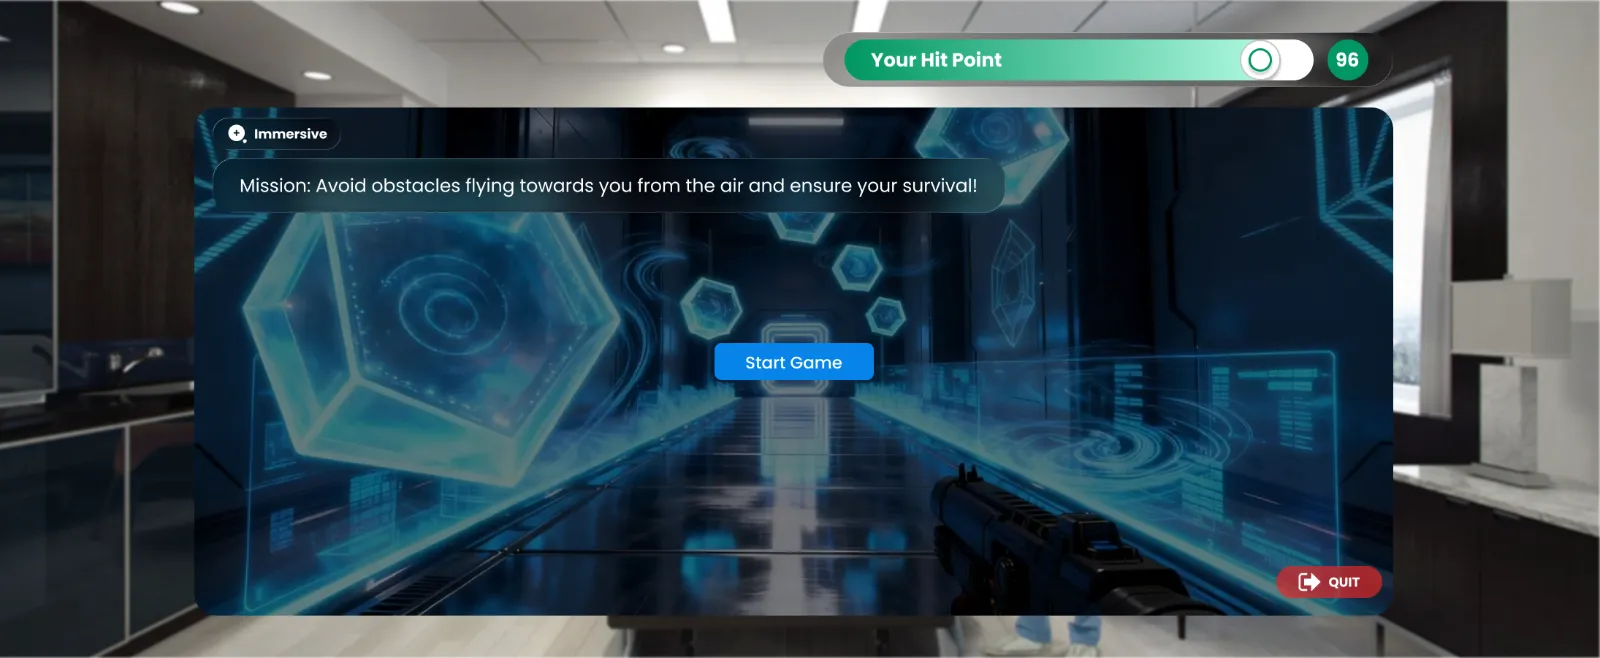 Your Hit Point
96
Immersive
Mission: Avoid obstacles flying towards you from the air and ensure your survival!
Start Game
QUIT